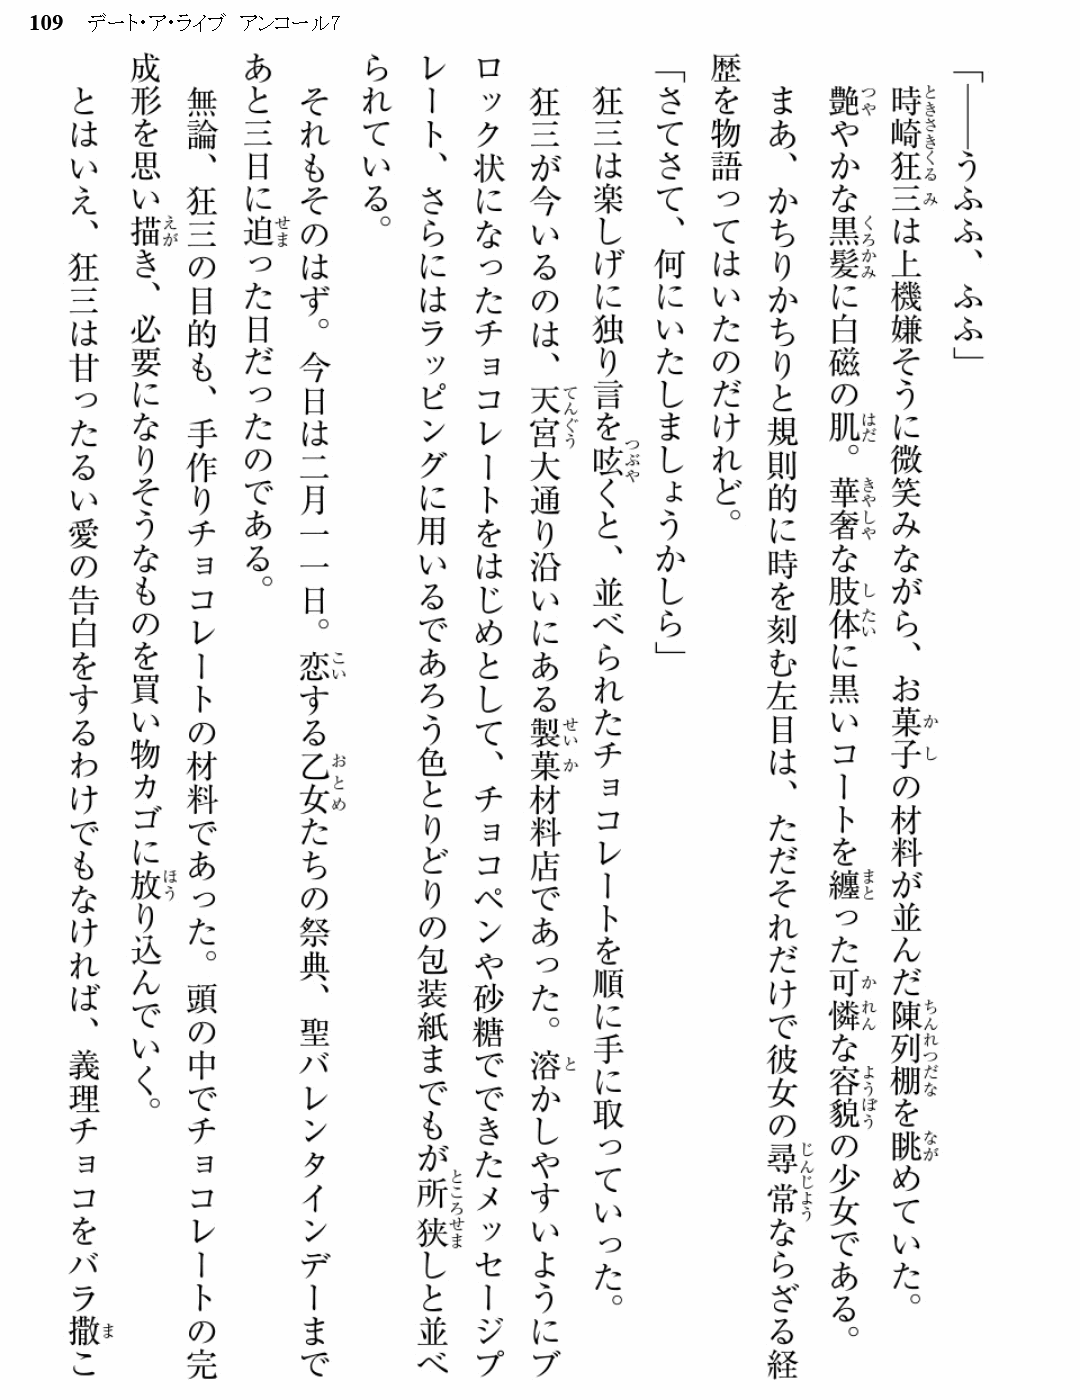 109 デート・ア・ライブ アンコール7
「――うふふ、ふふ」
時崎狂三は上機嫌そうに微笑みながら、お菓子の材料が並んだ陳列棚を眺めていた。
艶やかな黒髪に白磁の肌。華奢な肢体に黒いコートを纏った可憐な容貌の少女である。
まあ、かちりかちりと規則的に時を刻む左目は、ただそれだけで彼女の尋常ならざる経
歴を物語ってはいたのだけれど。
「さてさて、何にいたしましょうかしら」
狂三は楽しげに独り言を呟くと、並べられたチョコレートを順に手に取っていった。
狂三が今いるのは、天宮大通り沿いにある製菓材料店であった。溶かしやすいようにブ
ロック状になったチョコレートをはじめとして、チョコペンや砂糖でできたメッセージプ
レート、さらにはラッピングに用いるであろう色とりどりの包装紙までもが所狭しと並べ
られている。
それもそのはず。今日は二月一一日。恋する乙女たちの祭典、聖バレンタインデーまで
あと三日に迫った日だったのである。
無論、狂三の目的も、手作りチョコレートの材料であった。頭の中でチョコレートの完
成形を思い描き、必要になりそうなものを買い物カゴに放り込んでいく。
とはいえ、狂三は甘ったるい愛の告白をするわけでもなければ、義理チョコをバラ撒こ